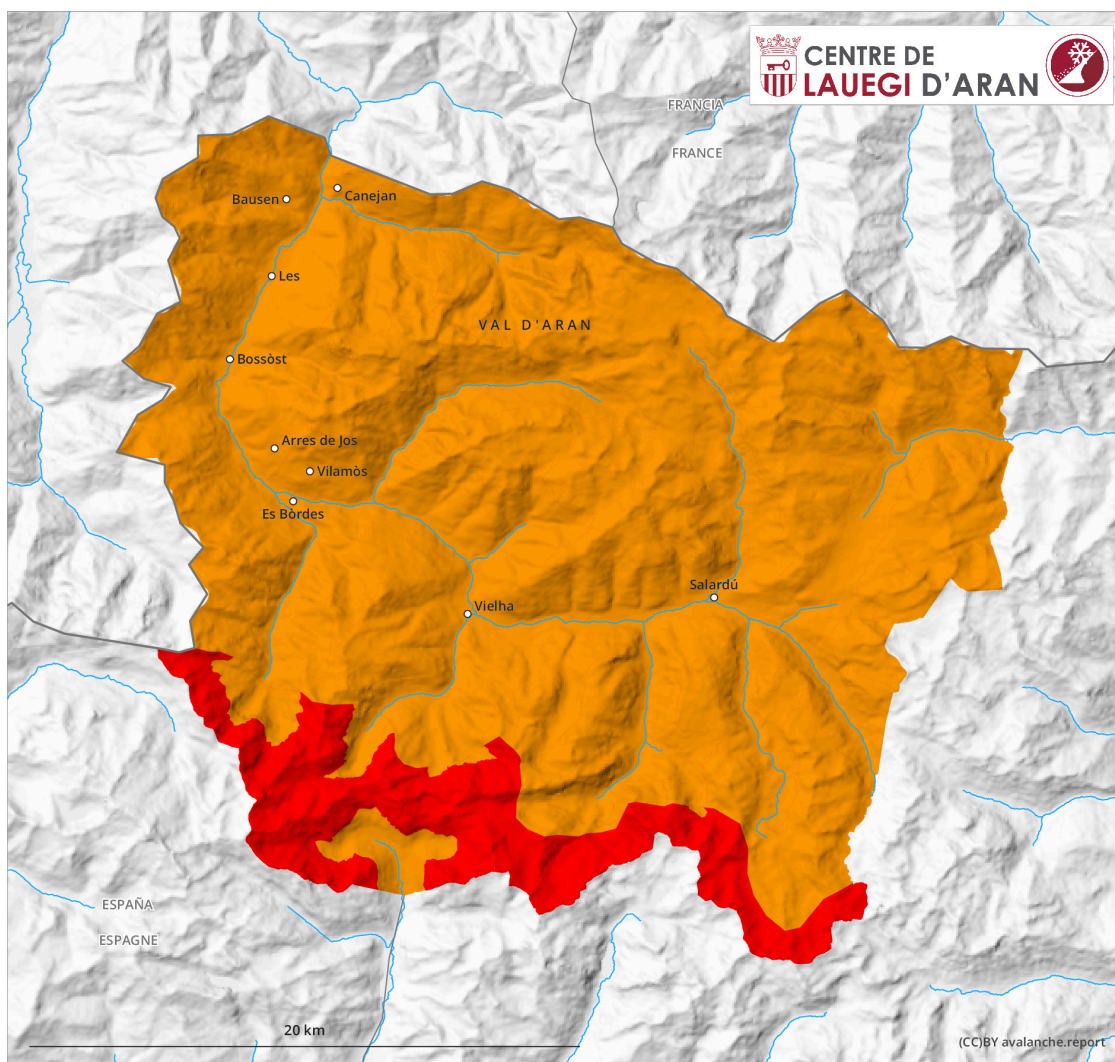 CENTRE DE
LAUEGI D'ARAN
FRANCIA
FRANCE
Bausen
Canejan
Les
VAL D'ARAN
Bossòst
Arres de Jos
Vilamòs
Es Bòrdes
Salardú
Vielha
ESPAÑA
ESPAGNE
20 km
(CC)BY avalanche.report